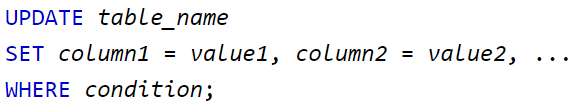 UPDATE table_name
SET column1 = value1, column2 = value2, ...
WHERE condition;